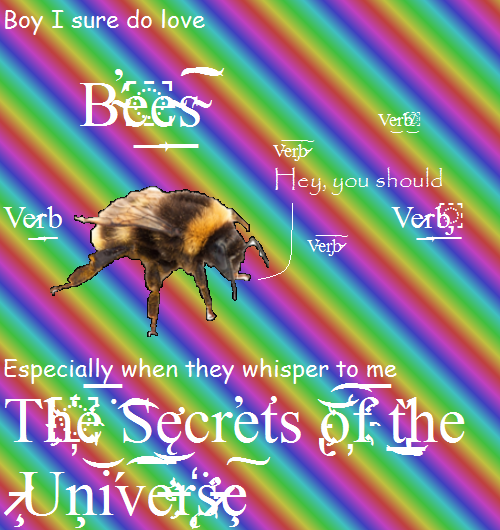 Boy I sure do love
Bees
Verb
Verb
Hey, you should
Verb
Verb
Verb
Especially when they whisper to me
The Secrets of the
Universe